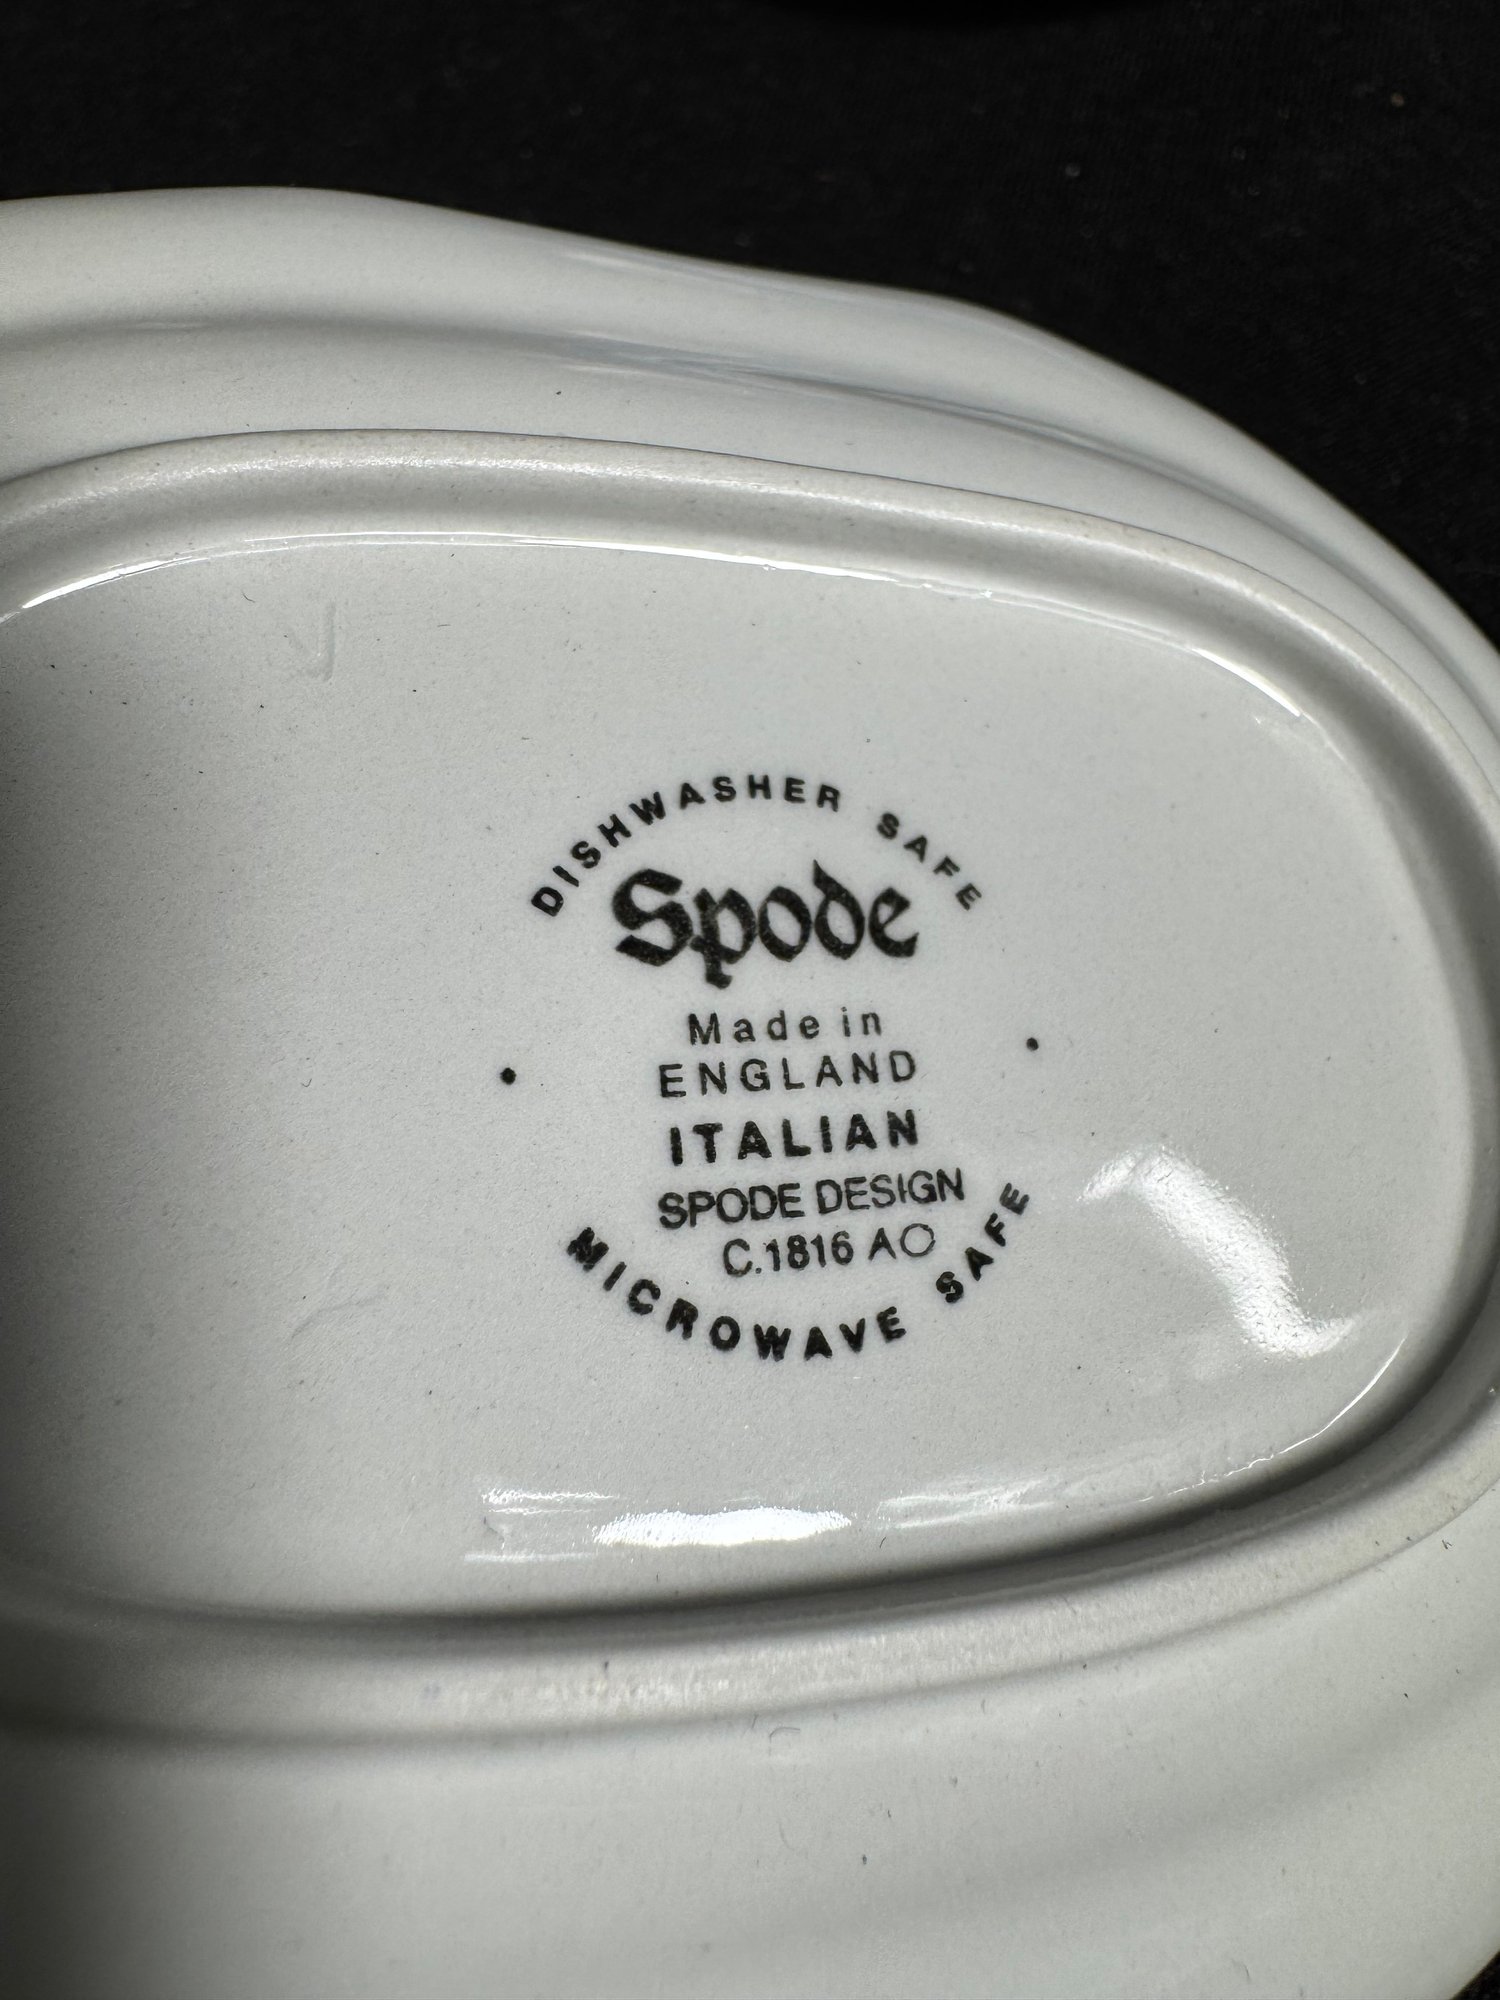 DISHWASHER SAFE
Spode
Made in
ENGLAND
ITALIAN
SPODE DESIGN
C.1816 AO
MICROWAVE SAFE